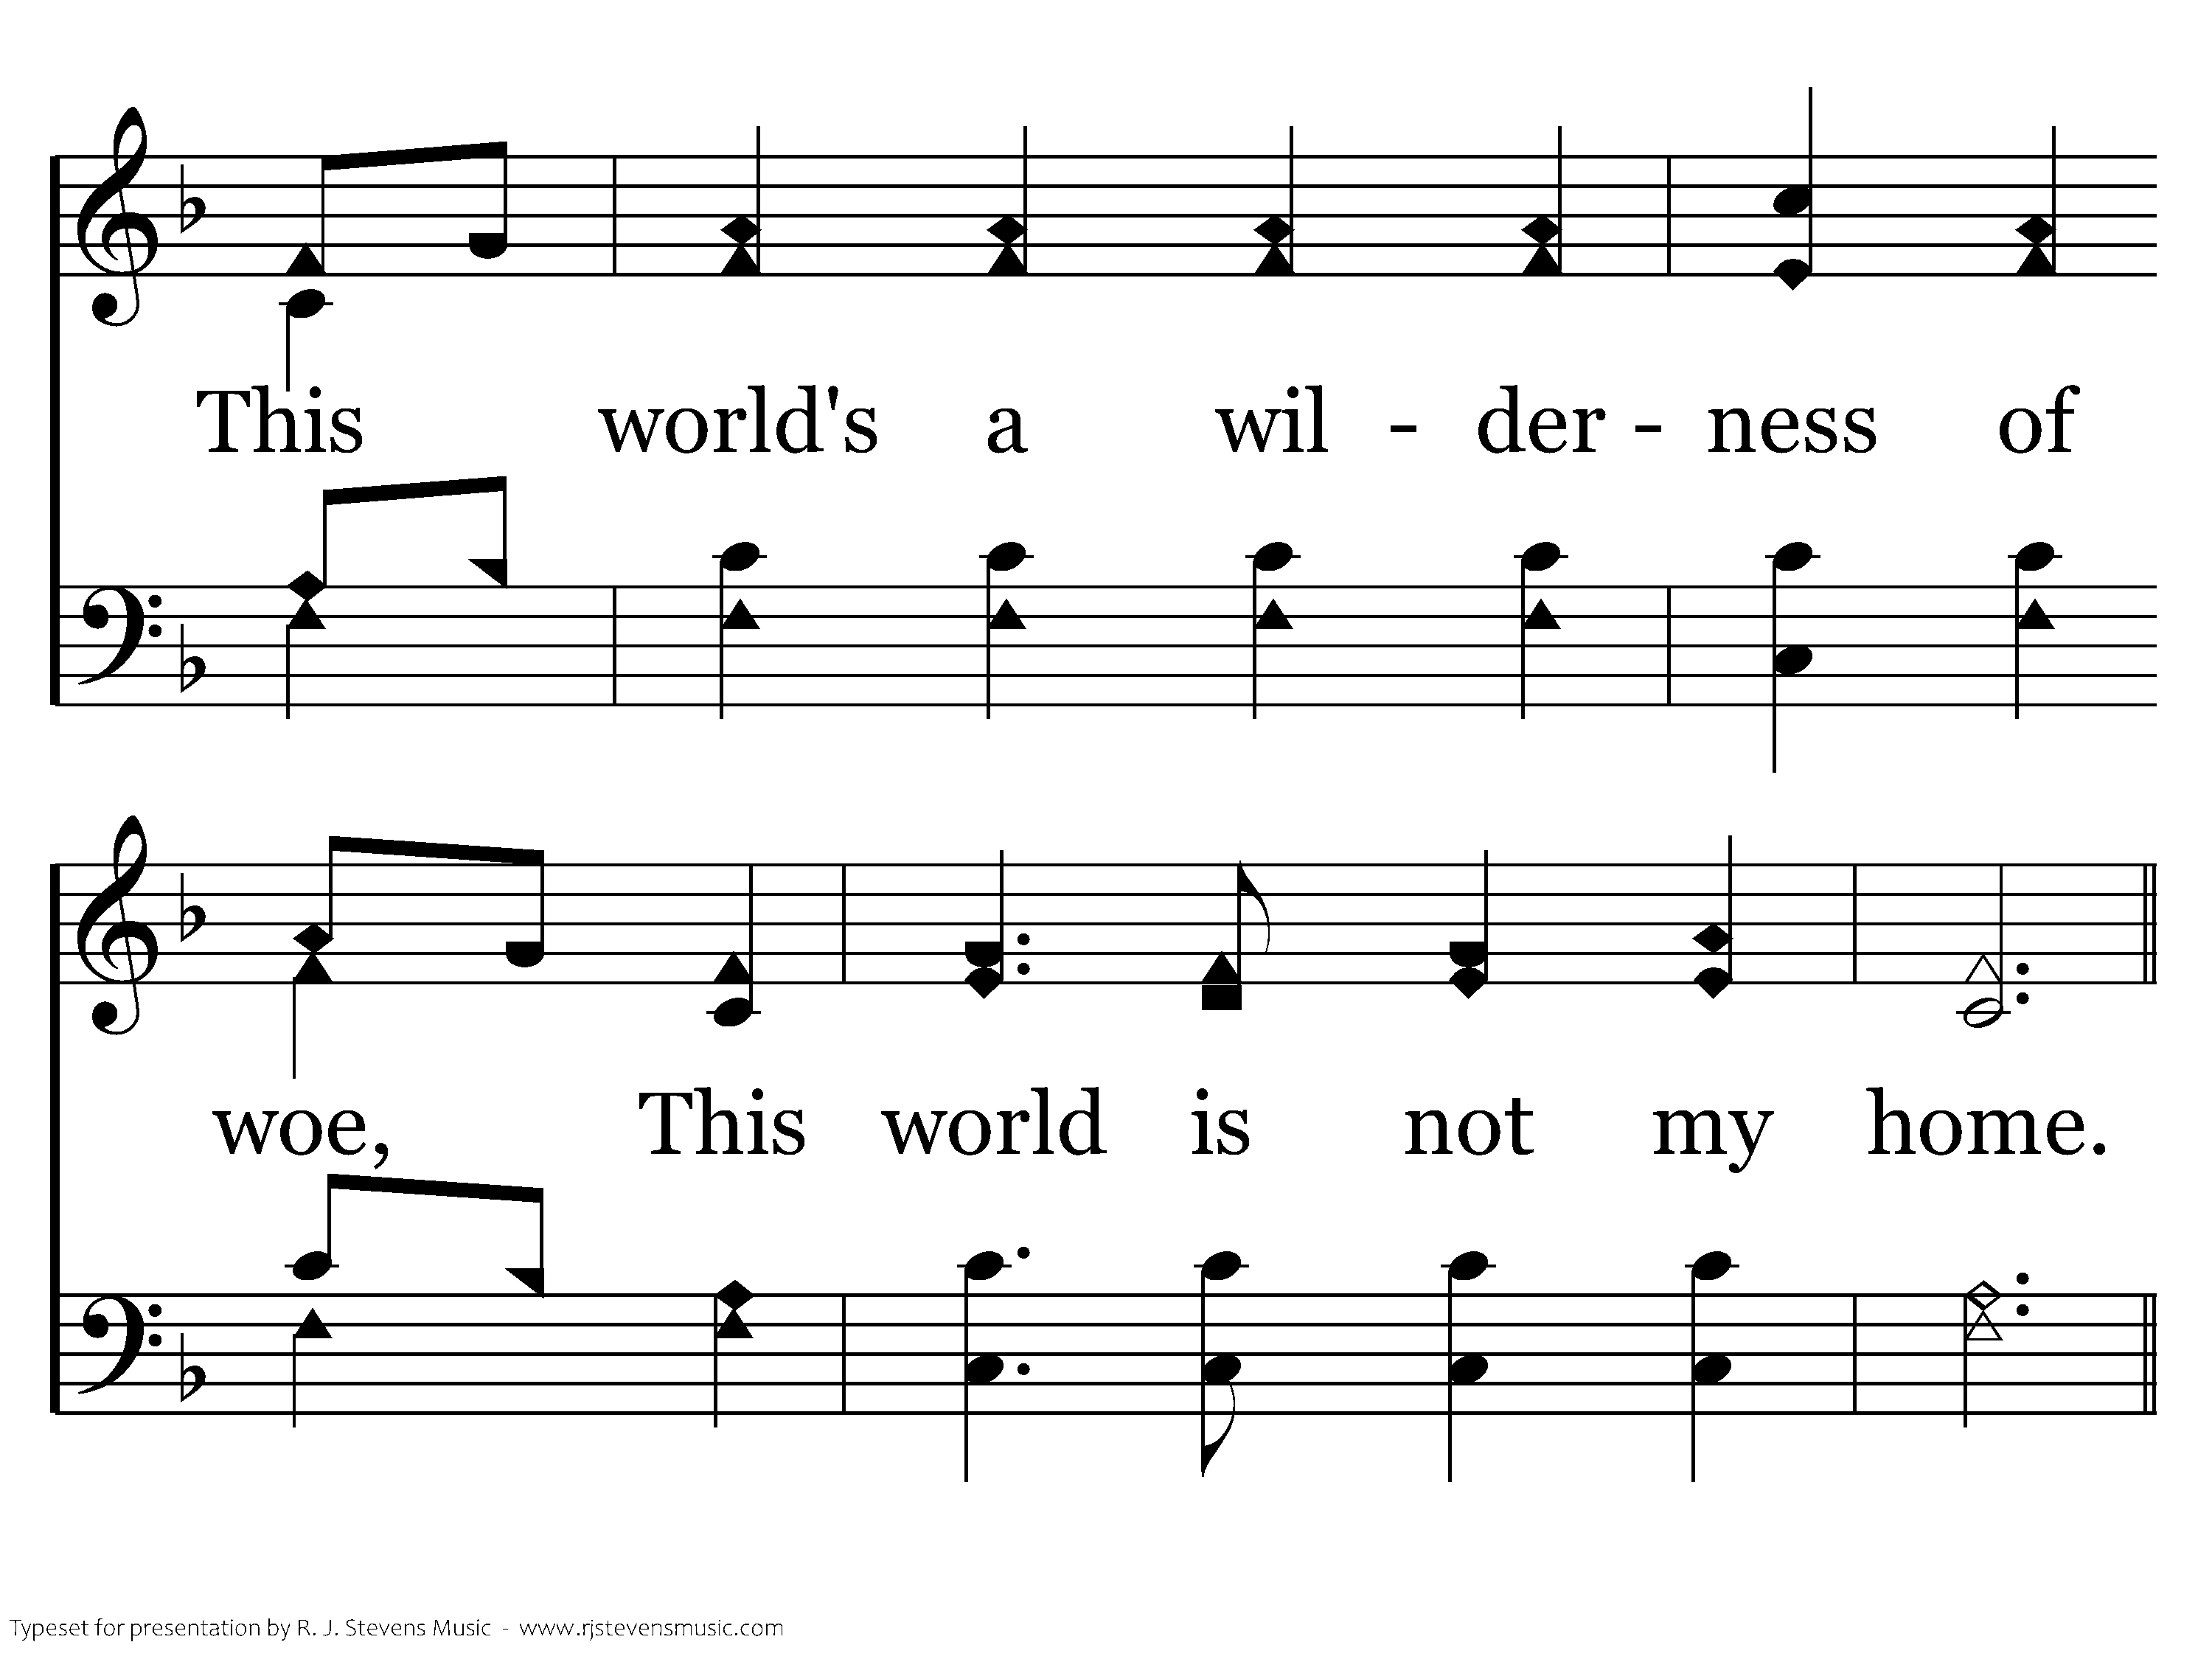 This world's a wil - der - ness of
woe, This world is not my home.
Typeset for presentation by R. J. Stevens Music - www.rjstevensmusic.com